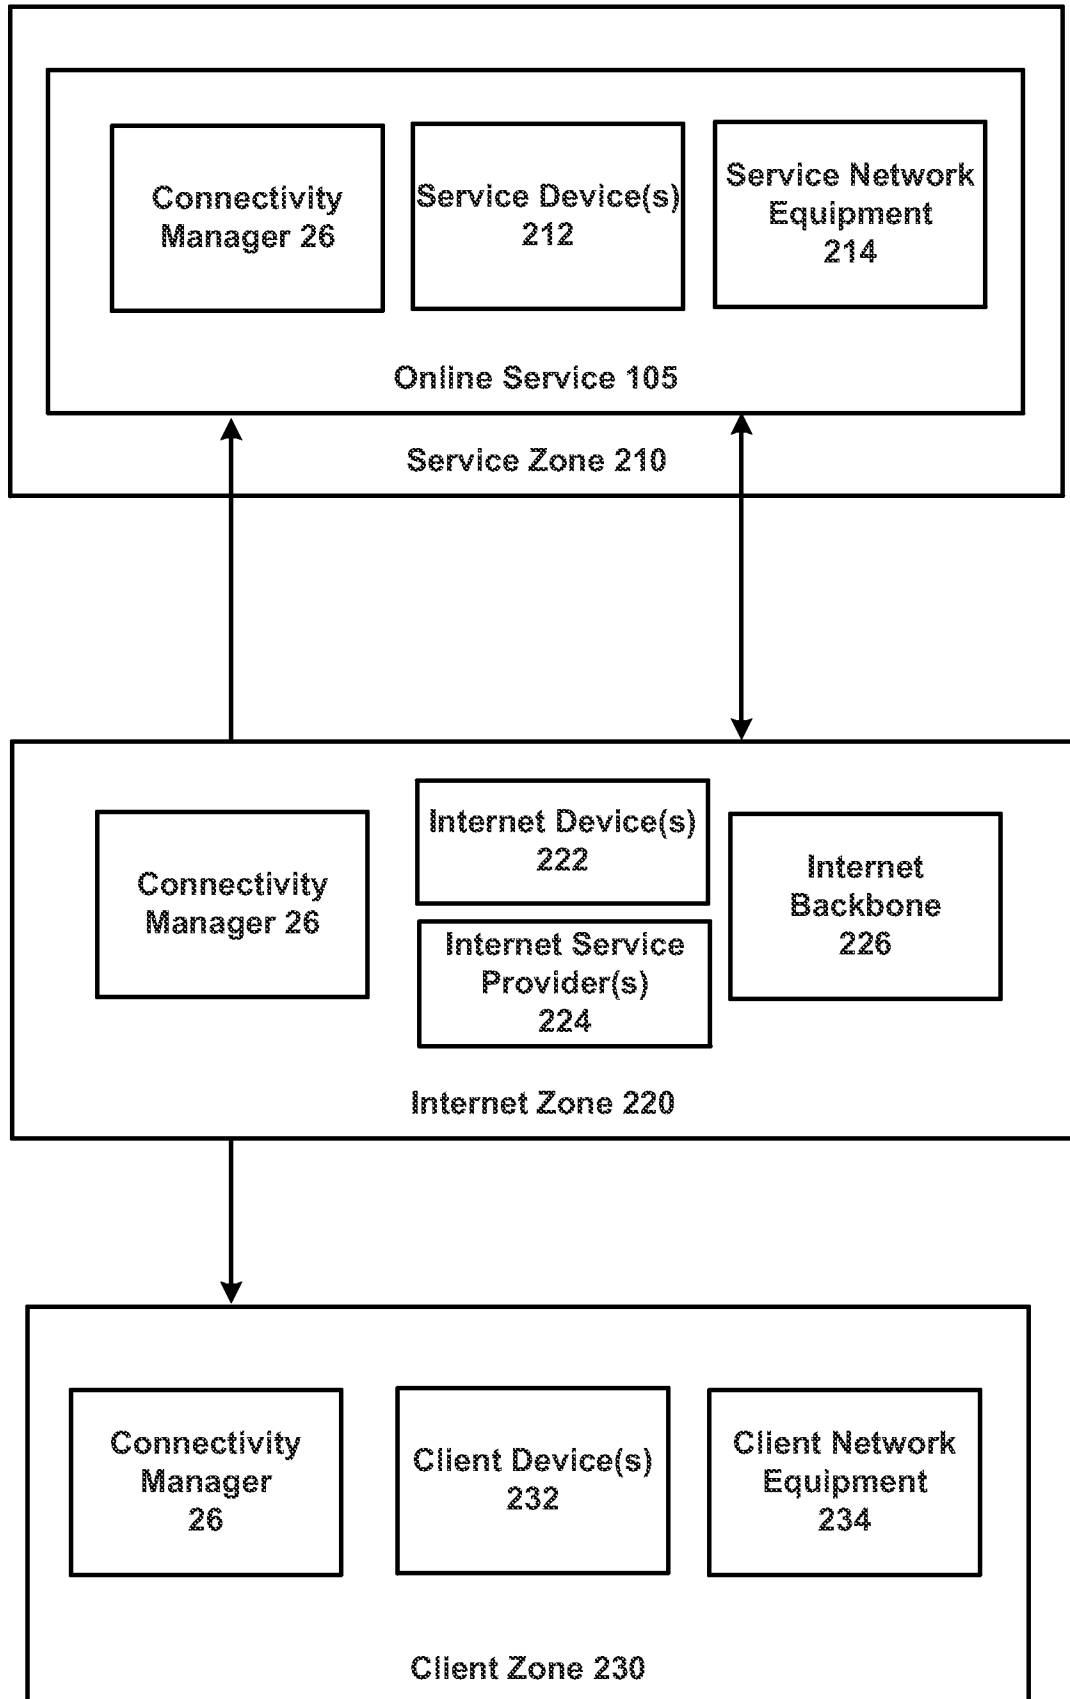 Connectivity
Manager 26
Service Device(s)
212
Service Network
Equipment
214
Online Service 105
Service Zone 210
Connectivity
Manager 26
Internet Device(s)
222
Internet Service
Provider(s)
224
Internet
Backbone
226
Internet Zone 220
Connectivity
Manager
26
Client Device(s)
232
Client Network
Equipment
234
Client Zone 230